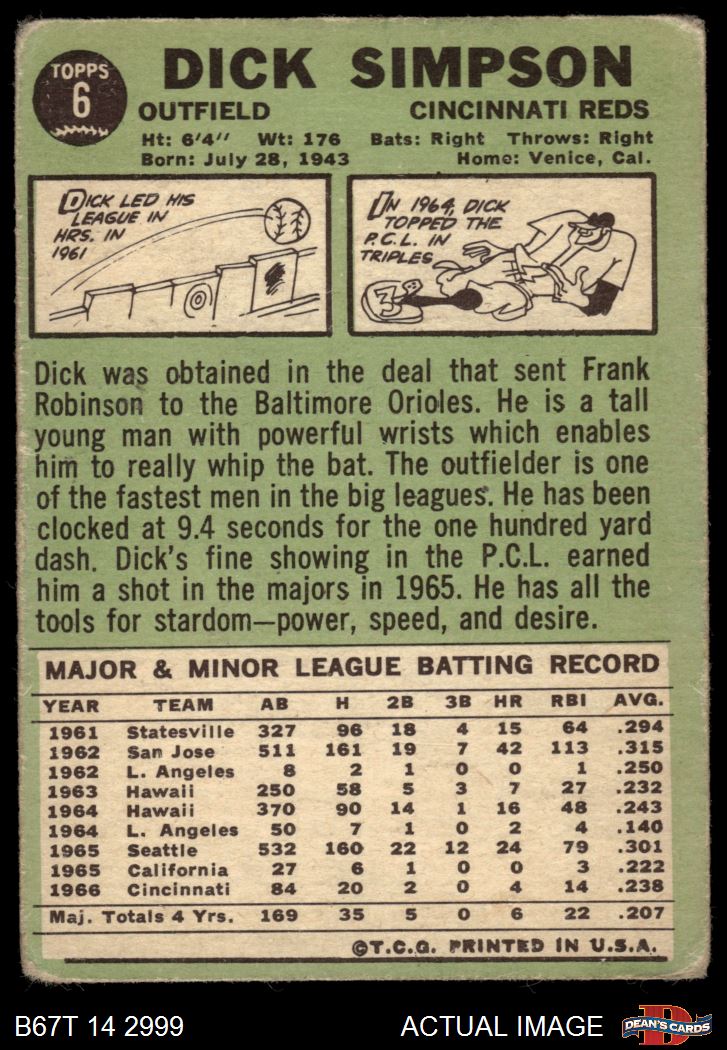 TOPPS
6
DICK SIMPSON
OUTFIELD CINCINNATI REDS
Ht: 6'4" Wt: 176 Bats: Right Throws: Right
Born: July 28, 1943 Home: Venice, Cal.
DICK LED HIS
LEAGUE IN
HRS. IN
1961
IN 1964, DICK
TOPPED THE
P.C.L. IN
TRIPLES
3
Dick was obtained in the deal that sent Frank
Robinson to the Baltimore Orioles. He is a tall
young man with powerful wrists which enables
him to really whip the bat. The outfielder is one
of the fastest men in the big leagues. He has been
clocked at 9.4 seconds for the one hundred yard
dash. Dick's fine showing in the P.C.L. earned
him a shot in the majors in 1965. He has all the
tools for stardom—power, speed, and desire.
MAJOR & MINOR LEAGUE BATTING RECORD
YEAR TEAM AB H 2B 3B HR RBI AVG.
1961 Statesville 327 96 18 4 15 64 .294
1962 San Jose 511 161 19 7 42 113 .315
1962 L. Angeles 8 2 1 0 0 1 .250
1963 Hawaii 250 58 5 3 7 27 .232
1964 Hawaii 370 90 14 1 16 48 .243
1964 L. Angeles 50 7 1 0 2 4 .140
1965 Seattle 532 160 22 12 24 79 .301
1965 California 27 6 1 0 0 3 .222
1966 Cincinnati 84 20 2 0 4 14 .238
Maj. Totals 4 Yrs. 169 35 5 0 6 22 .207
©T.C.G. PRINTED IN U.S.A.
B67T 14 2999 ACTUAL IMAGE
D
DEAN'S CARDS